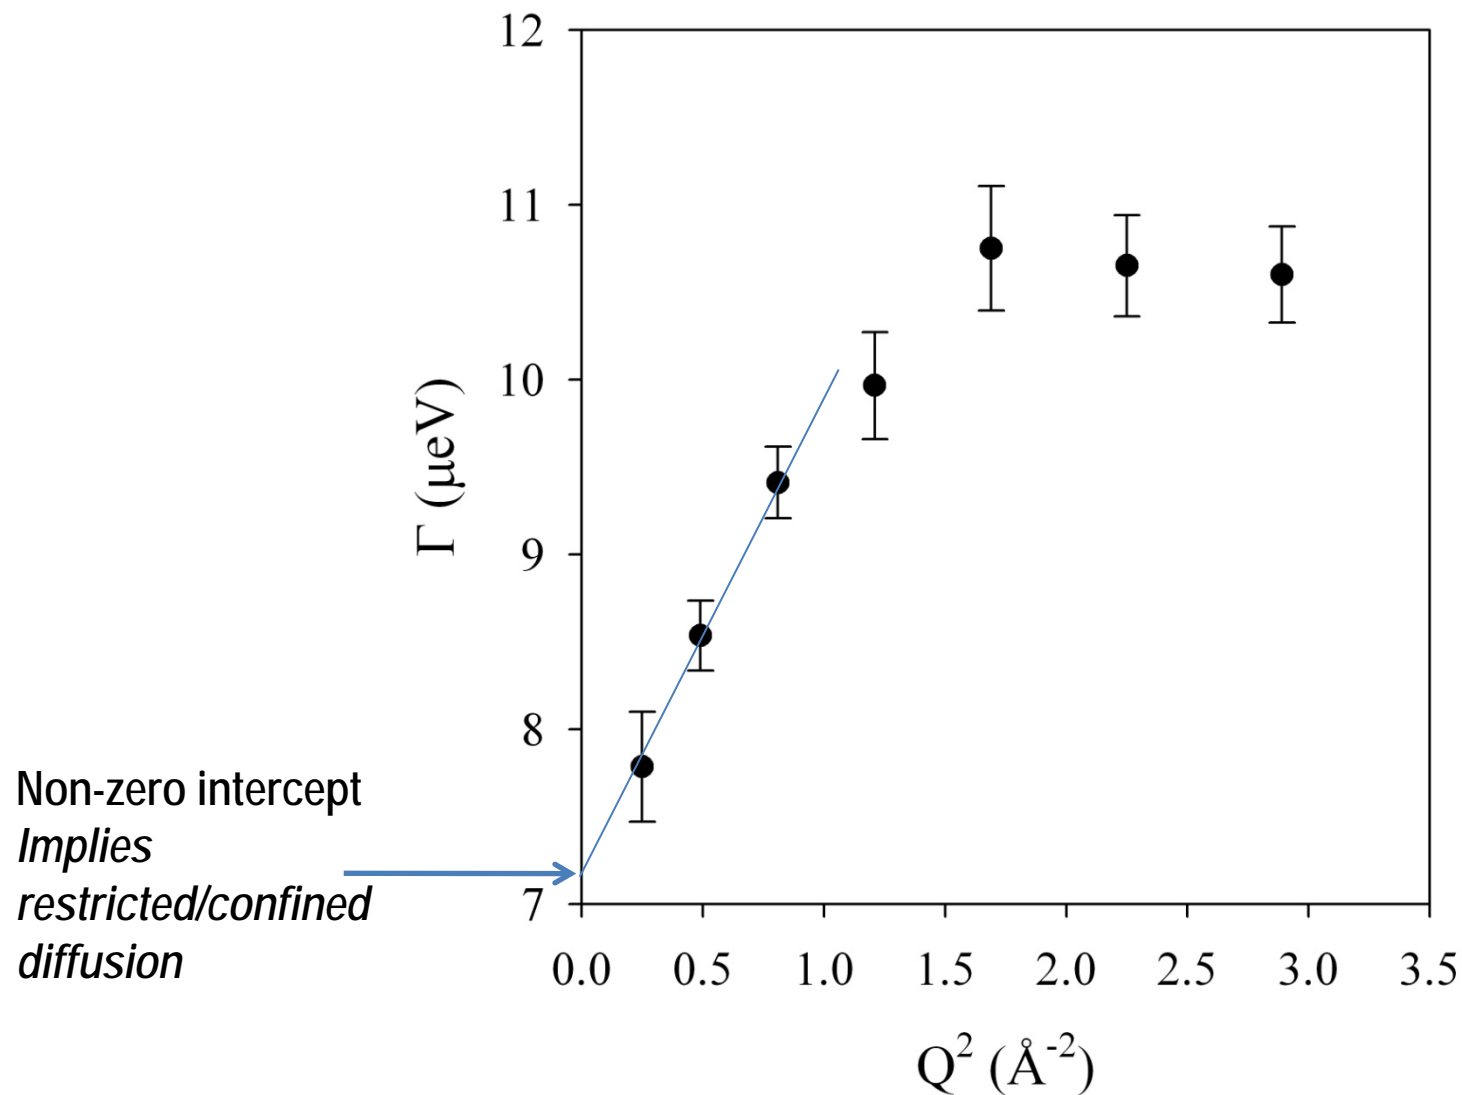 12
11
10
9
8
7
Γ (μeV)
Non-zero intercept
Implies
restricted/confined
diffusion
0.0 0.5 1.0 1.5 2.0 2.5 3.0 3.5
Q² (Å⁻²)